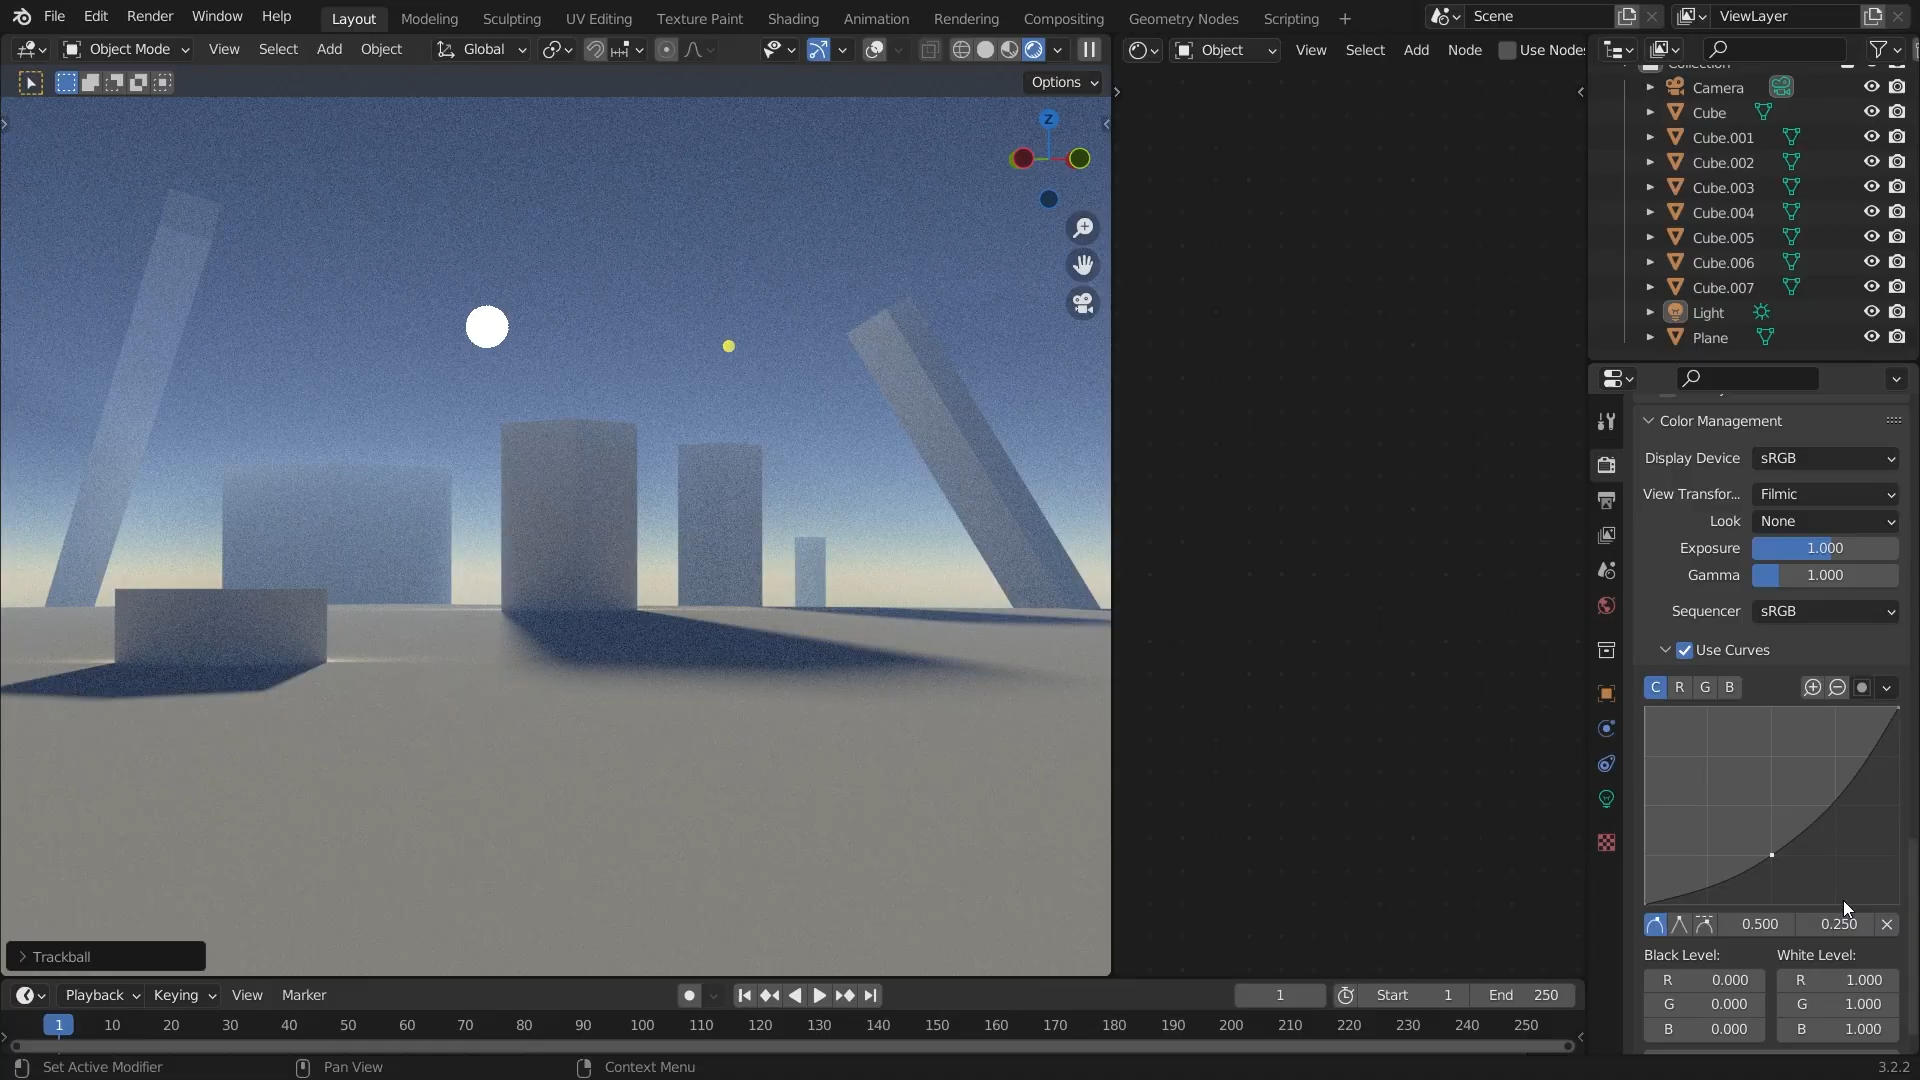 File Edit Render Window Help Layout Modeling Sculpting UV Editing Texture Paint Shading Animation Rendering Compositing Geometry Nodes Scripting + Scene ViewLayer
Object Mode View Select Add Object Global Object View Select Add Node Use Nodes
Options
Z
Collection
Camera
Cube
Cube.001
Cube.002
Cube.003
Cube.004
Cube.005
Cube.006
Cube.007
Light
Plane
Color Management
Display Device sRGB
View Transfor... Filmic
Look None
Exposure 1.000
Gamma 1.000
Sequencer sRGB
Use Curves
C R G B
0.500 0.250
Black Level: White Level:
R 0.000 R 1.000
G 0.000 G 1.000
B 0.000 B 1.000
Trackball
Playback Keying View Marker 1 Start 1 End 250
1 10 20 30 40 50 60 70 80 90 100 110 120 130 140 150 160 170 180 190 200 210 220 230 240 250
Set Active Modifier Pan View Context Menu 3.2.2